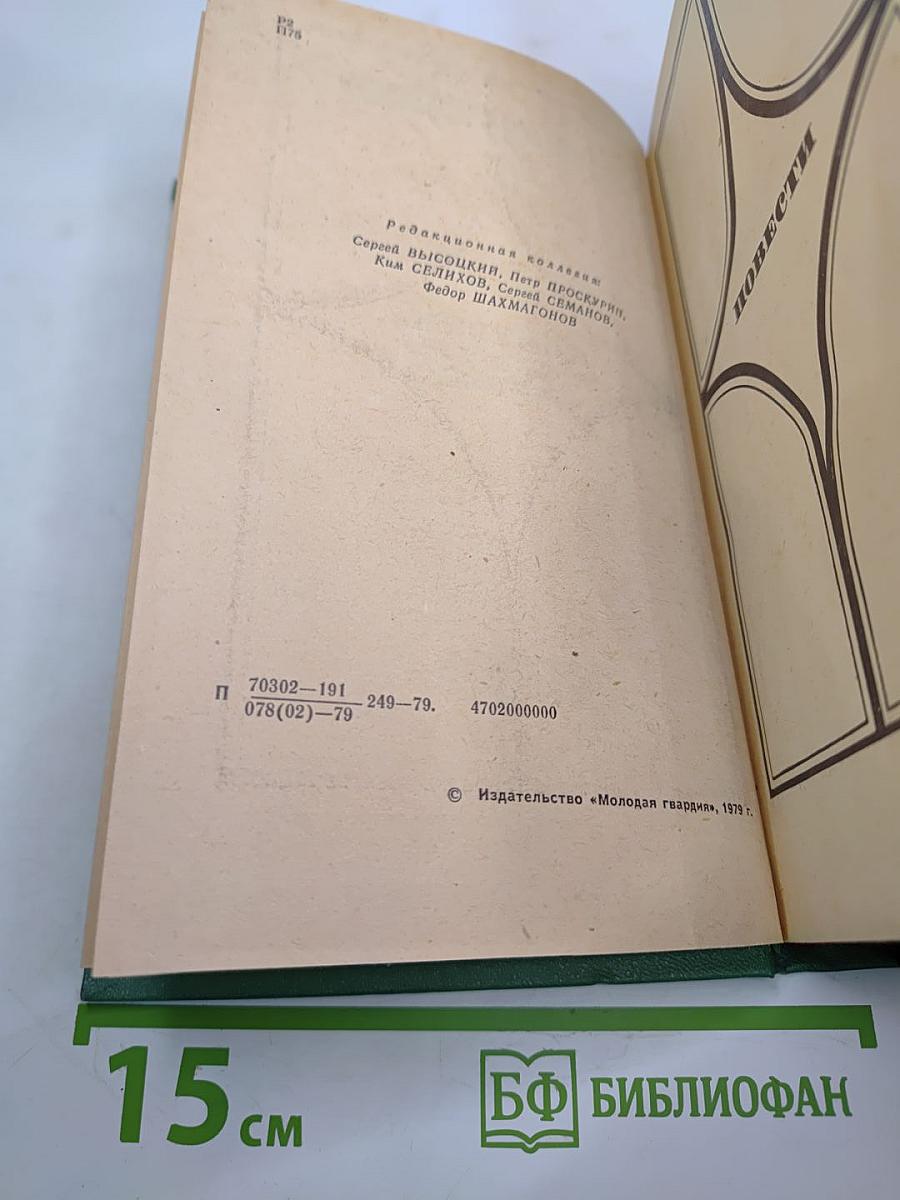 Р2
П75
Редакционная коллегия:
Сергей ВЫСОЦКИЙ, Петр ПРОСКУРИН,
Ким СЕЛИХОВ, Сергей СЕМАНОВ,
Федор ШАХМАГОНОВ
П 70302—191
078(02)—79 249—79. 4702000000
© Издательство «Молодая гвардия», 1979 г.
ПОВЕСТИ
15 см
БФ БИБЛИОФАН